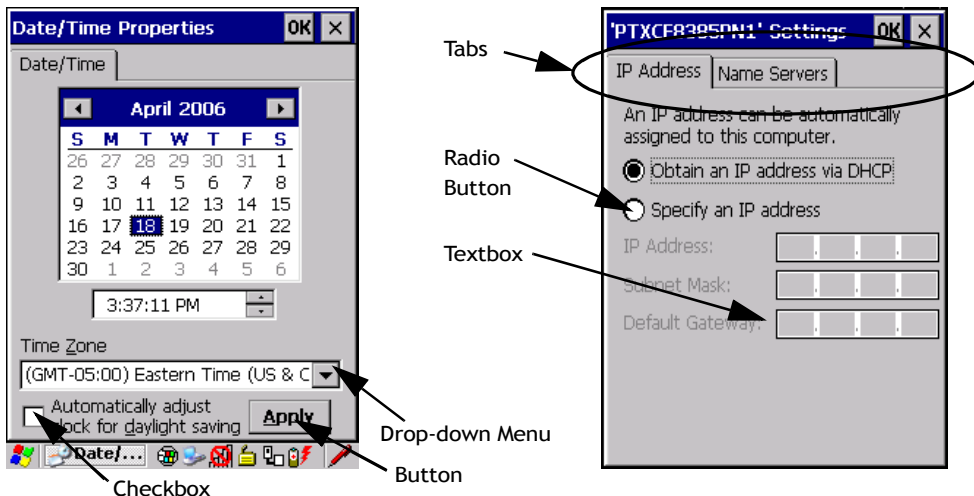 Date/Time Properties OK ×
Date/Time
April 2006
S M T W T F S
26 27 28 29 30 31 1
2 3 4 5 6 7 8
9 10 11 12 13 14 15
16 17 18 19 20 21 22
23 24 25 26 27 28 29
30 1 2 3 4 5 6
3:37:11 PM
Time Zone
(GMT-05:00) Eastern Time (US & C
Automatically adjust
clock for daylight saving
Apply
Date/...
Checkbox
Button
Drop-down Menu
Tabs
Radio
Button
Textbox
'PTXCF8385PN1' Settings OK ×
IP Address Name Servers
An IP address can be automatically
assigned to this computer.
Obtain an IP address via DHCP
Specify an IP address
IP Address:
Subnet Mask:
Default Gateway: